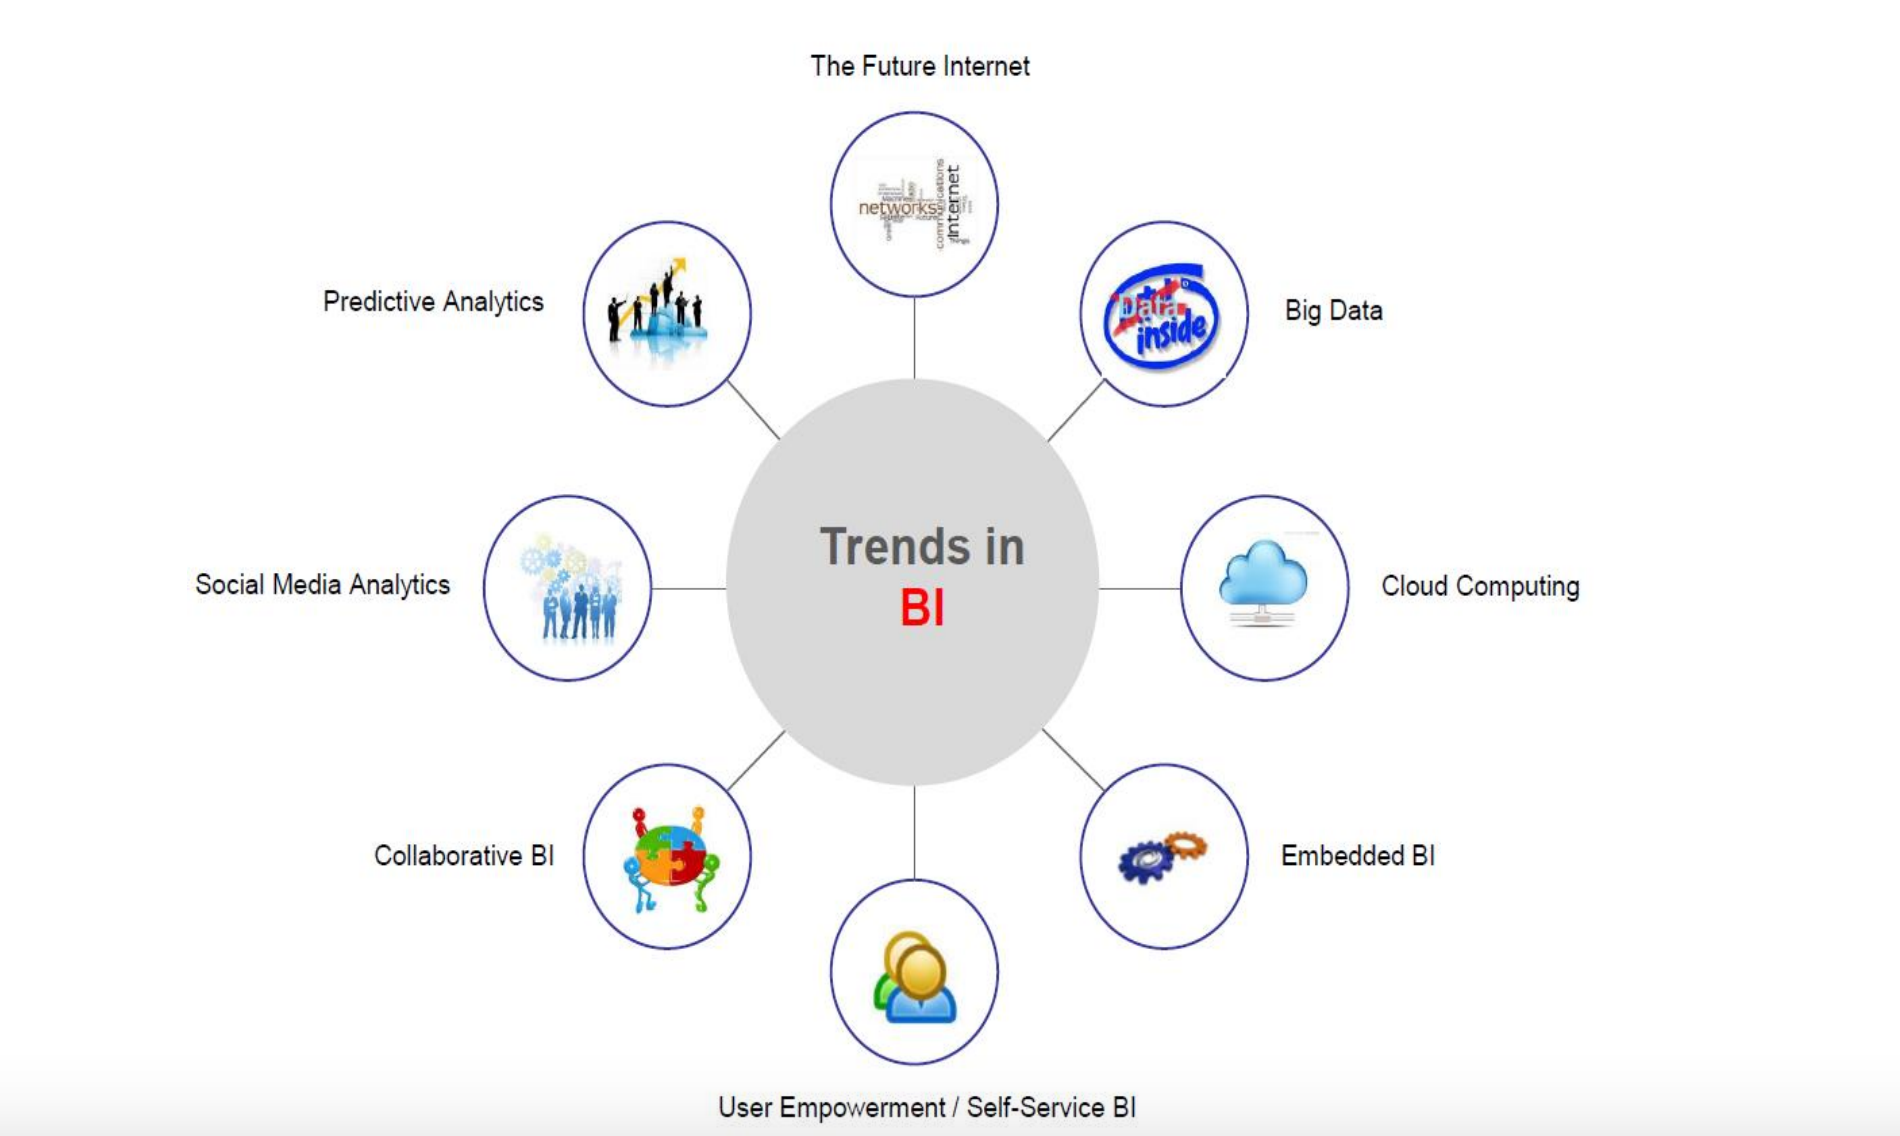 The Future Internet
networks
communications
Internet
Things
Predictive Analytics
Data
inside
Big Data
Trends in
BI
Social Media Analytics
Cloud Computing
Collaborative BI
Embedded BI
User Empowerment / Self-Service BI